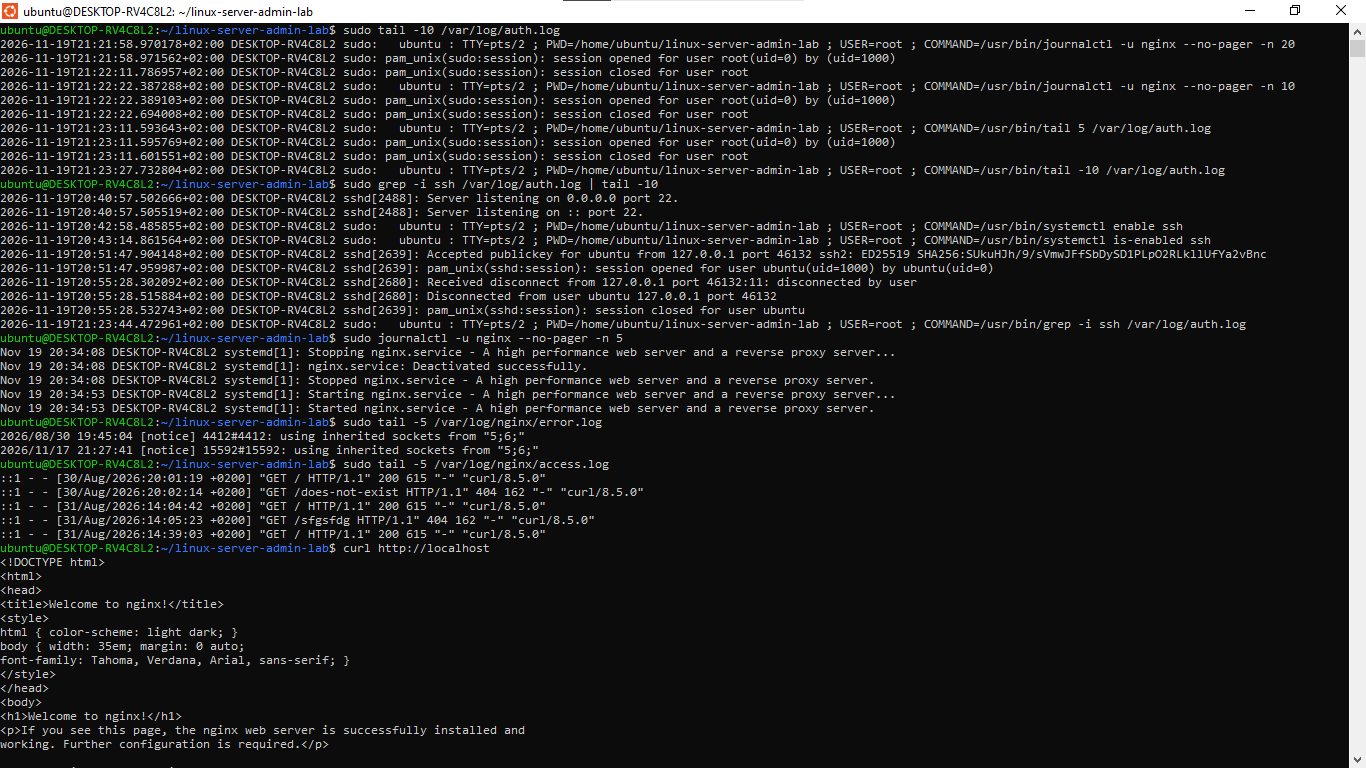 ubuntu@DESKTOP-RV4C8L2: ~/linux-server-admin-lab
ubuntu@DESKTOP-RV4C8L2:~/linux-server-admin-lab$ sudo tail -10 /var/log/auth.log
2026-11-19T21:21:58.970178+02:00 DESKTOP-RV4C8L2 sudo:   ubuntu : TTY=pts/2 ; PWD=/home/ubuntu/linux-server-admin-lab ; USER=root ; COMMAND=/usr/bin/journalctl -u nginx --no-pager -n 20
2026-11-19T21:21:58.971562+02:00 DESKTOP-RV4C8L2 sudo: pam_unix(sudo:session): session opened for user root(uid=0) by (uid=1000)
2026-11-19T21:22:11.786957+02:00 DESKTOP-RV4C8L2 sudo: pam_unix(sudo:session): session closed for user root
2026-11-19T21:22:22.387288+02:00 DESKTOP-RV4C8L2 sudo:   ubuntu : TTY=pts/2 ; PWD=/home/ubuntu/linux-server-admin-lab ; USER=root ; COMMAND=/usr/bin/journalctl -u nginx --no-pager -n 10
2026-11-19T21:22:22.389103+02:00 DESKTOP-RV4C8L2 sudo: pam_unix(sudo:session): session opened for user root(uid=0) by (uid=1000)
2026-11-19T21:22:22.694008+02:00 DESKTOP-RV4C8L2 sudo: pam_unix(sudo:session): session closed for user root
2026-11-19T21:23:11.593643+02:00 DESKTOP-RV4C8L2 sudo:   ubuntu : TTY=pts/2 ; PWD=/home/ubuntu/linux-server-admin-lab ; USER=root ; COMMAND=/usr/bin/tail 5 /var/log/auth.log
2026-11-19T21:23:11.595769+02:00 DESKTOP-RV4C8L2 sudo: pam_unix(sudo:session): session opened for user root(uid=0) by (uid=1000)
2026-11-19T21:23:11.601551+02:00 DESKTOP-RV4C8L2 sudo: pam_unix(sudo:session): session closed for user root
2026-11-19T21:23:27.732804+02:00 DESKTOP-RV4C8L2 sudo:   ubuntu : TTY=pts/2 ; PWD=/home/ubuntu/linux-server-admin-lab ; USER=root ; COMMAND=/usr/bin/tail -10 /var/log/auth.log
ubuntu@DESKTOP-RV4C8L2:~/linux-server-admin-lab$ sudo grep -i ssh /var/log/auth.log | tail -10
2026-11-19T20:40:57.502666+02:00 DESKTOP-RV4C8L2 sshd[2488]: Server listening on 0.0.0.0 port 22.
2026-11-19T20:40:57.505519+02:00 DESKTOP-RV4C8L2 sshd[2488]: Server listening on :: port 22.
2026-11-19T20:42:58.485855+02:00 DESKTOP-RV4C8L2 sudo:   ubuntu : TTY=pts/2 ; PWD=/home/ubuntu/linux-server-admin-lab ; USER=root ; COMMAND=/usr/bin/systemctl enable ssh
2026-11-19T20:43:14.861564+02:00 DESKTOP-RV4C8L2 sudo:   ubuntu : TTY=pts/2 ; PWD=/home/ubuntu/linux-server-admin-lab ; USER=root ; COMMAND=/usr/bin/systemctl is-enabled ssh
2026-11-19T20:51:47.904148+02:00 DESKTOP-RV4C8L2 sshd[2639]: Accepted publickey for ubuntu from 127.0.0.1 port 46132 ssh2: ED25519 SHA256:SUkuHJh/9/sVmwJFfSbDySD1PLpO2RLkllUfYa2vBnc
2026-11-19T20:51:47.959987+02:00 DESKTOP-RV4C8L2 sshd[2639]: pam_unix(sshd:session): session opened for user ubuntu(uid=1000) by ubuntu(uid=0)
2026-11-19T20:55:28.302092+02:00 DESKTOP-RV4C8L2 sshd[2680]: Received disconnect from 127.0.0.1 port 46132:11: disconnected by user
2026-11-19T20:55:28.515884+02:00 DESKTOP-RV4C8L2 sshd[2680]: Disconnected from user ubuntu 127.0.0.1 port 46132
2026-11-19T20:55:28.532743+02:00 DESKTOP-RV4C8L2 sshd[2639]: pam_unix(sshd:session): session closed for user ubuntu
2026-11-19T21:23:44.472961+02:00 DESKTOP-RV4C8L2 sudo:   ubuntu : TTY=pts/2 ; PWD=/home/ubuntu/linux-server-admin-lab ; USER=root ; COMMAND=/usr/bin/grep -i ssh /var/log/auth.log
ubuntu@DESKTOP-RV4C8L2:~/linux-server-admin-lab$ sudo journalctl -u nginx --no-pager -n 5
Nov 19 20:34:08 DESKTOP-RV4C8L2 systemd[1]: Stopping nginx.service - A high performance web server and a reverse proxy server...
Nov 19 20:34:08 DESKTOP-RV4C8L2 systemd[1]: nginx.service: Deactivated successfully.
Nov 19 20:34:08 DESKTOP-RV4C8L2 systemd[1]: Stopped nginx.service - A high performance web server and a reverse proxy server.
Nov 19 20:34:53 DESKTOP-RV4C8L2 systemd[1]: Starting nginx.service - A high performance web server and a reverse proxy server...
Nov 19 20:34:53 DESKTOP-RV4C8L2 systemd[1]: Started nginx.service - A high performance web server and a reverse proxy server.
ubuntu@DESKTOP-RV4C8L2:~/linux-server-admin-lab$ sudo tail -5 /var/log/nginx/error.log
2026/08/30 19:45:04 [notice] 4412#4412: using inherited sockets from "5;6;"
2026/11/17 21:27:41 [notice] 15592#15592: using inherited sockets from "5;6;"
ubuntu@DESKTOP-RV4C8L2:~/linux-server-admin-lab$ sudo tail -5 /var/log/nginx/access.log
::1 - - [30/Aug/2026:20:01:19 +0200] "GET / HTTP/1.1" 200 615 "-" "curl/8.5.0"
::1 - - [30/Aug/2026:20:02:14 +0200] "GET /does-not-exist HTTP/1.1" 404 162 "-" "curl/8.5.0"
::1 - - [31/Aug/2026:14:04:42 +0200] "GET / HTTP/1.1" 200 615 "-" "curl/8.5.0"
::1 - - [31/Aug/2026:14:05:23 +0200] "GET /sfgsfdg HTTP/1.1" 404 162 "-" "curl/8.5.0"
::1 - - [31/Aug/2026:14:39:03 +0200] "GET / HTTP/1.1" 200 615 "-" "curl/8.5.0"
ubuntu@DESKTOP-RV4C8L2:~/linux-server-admin-lab$ curl http://localhost
<!DOCTYPE html>
<html>
<head>
<title>Welcome to nginx!</title>
<style>
html { color-scheme: light dark; }
body { width: 35em; margin: 0 auto;
font-family: Tahoma, Verdana, Arial, sans-serif; }
</style>
</head>
<body>
<h1>Welcome to nginx!</h1>
<p>If you see this page, the nginx web server is successfully installed and
working. Further configuration is required.</p>